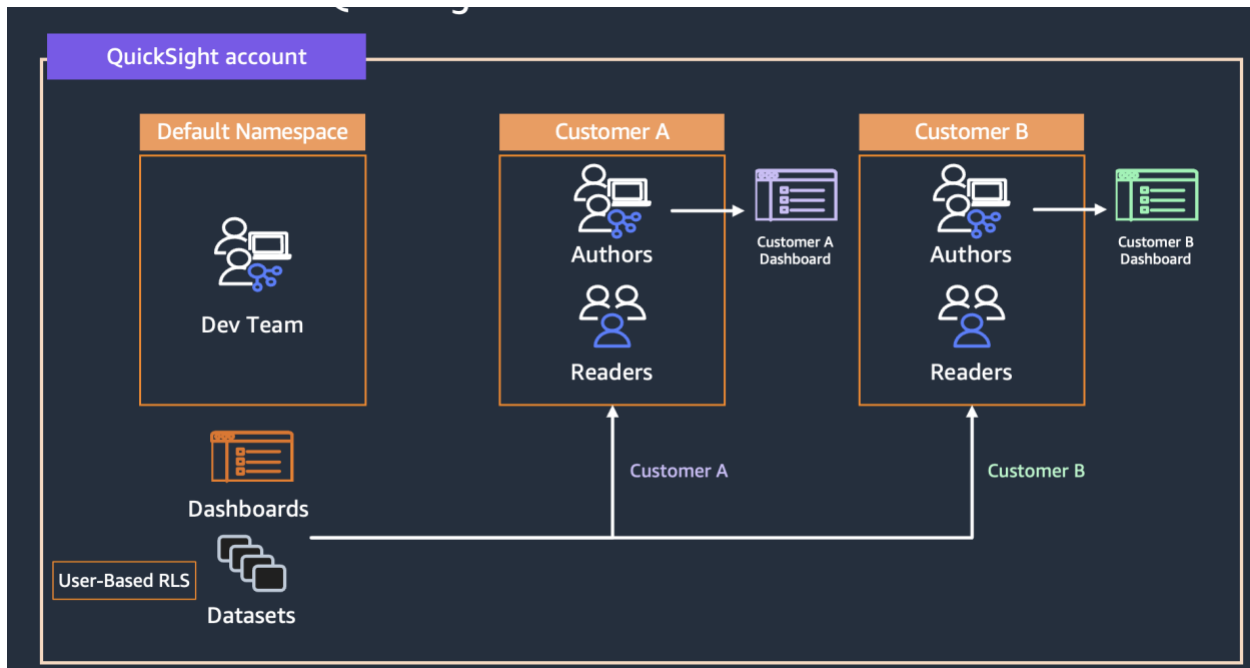 QuickSight account
Default Namespace
Customer A
Customer B
Dev Team
Authors
Readers
Customer A
Dashboard
Authors
Readers
Customer B
Dashboard
Customer A
Customer B
Dashboards
User-Based RLS
Datasets